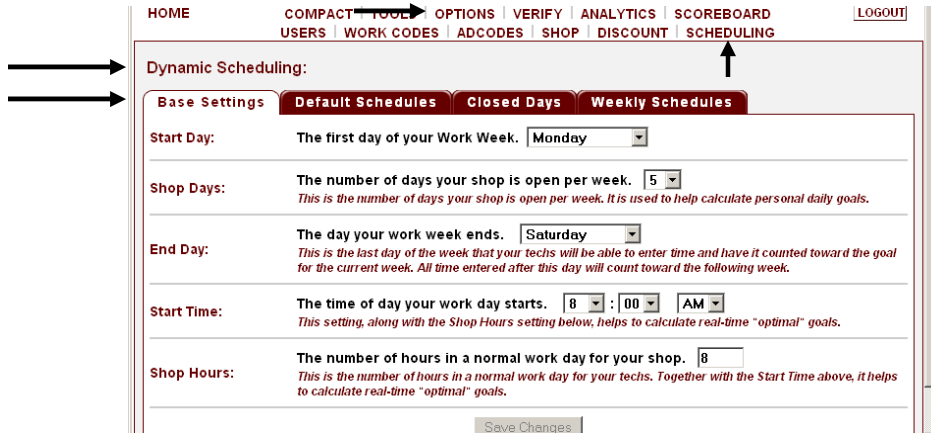 HOME COMPACT TOOLS OPTIONS VERIFY ANALYTICS SCOREBOARD LOGOUT
USERS WORK CODES ADCODES SHOP DISCOUNT SCHEDULING
Dynamic Scheduling:
Base Settings Default Schedules Closed Days Weekly Schedules
Start Day: The first day of your Work Week. Monday
Shop Days: The number of days your shop is open per week. 5
This is the number of days your shop is open per week. It is used to help calculate personal daily goals.
End Day: The day your work week ends. Saturday
This is the last day of the week that your techs will be able to enter time and have it counted toward the goal
for the current week. All time entered after this day will count toward the following week.
Start Time: The time of day your work day starts. 8 : 00 AM
This setting, along with the Shop Hours setting below, helps to calculate real-time "optimal" goals.
Shop Hours: The number of hours in a normal work day for your shop. 8
This is the number of hours in a normal work day for your techs. Together with the Start Time above, it helps
to calculate real-time "optimal" goals.
Save Changes